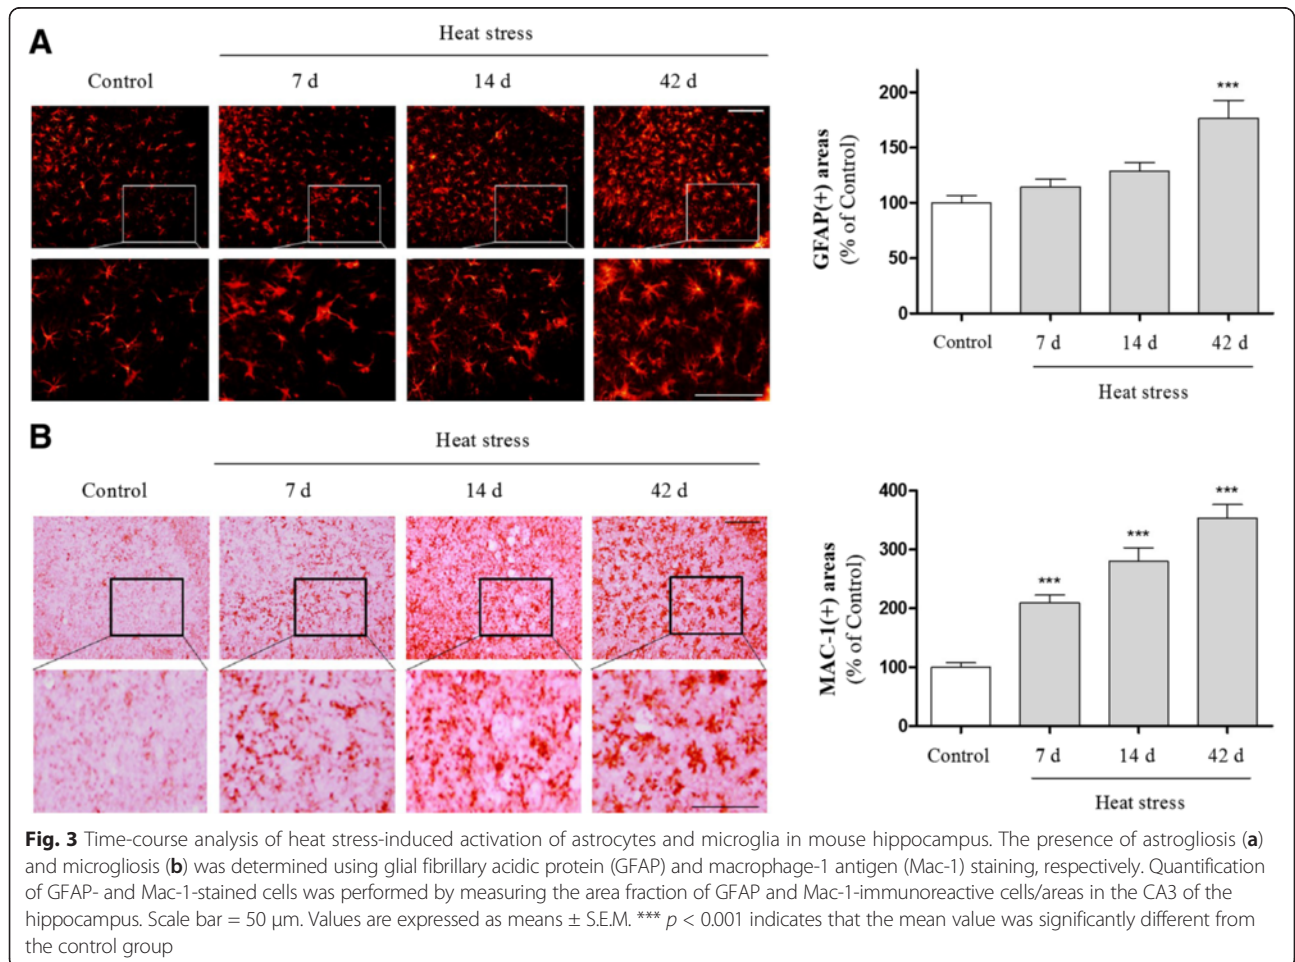 A
Heat stress
Control 7 d 14 d 42 d
GFAP(+) areas
(% of Control)
200
150
100
50
0
***
Control 7 d 14 d 42 d
Heat stress
B
Heat stress
Control 7 d 14 d 42 d
MAC-1(+) areas
(% of Control)
400
300
200
100
0
*** *** ***
Control 7 d 14 d 42 d
Heat stress
Fig. 3 Time-course analysis of heat stress-induced activation of astrocytes and microglia in mouse hippocampus. The presence of astrogliosis (a)
and microgliosis (b) was determined using glial fibrillary acidic protein (GFAP) and macrophage-1 antigen (Mac-1) staining, respectively. Quantification
of GFAP- and Mac-1-stained cells was performed by measuring the area fraction of GFAP and Mac-1-immunoreactive cells/areas in the CA3 of the
hippocampus. Scale bar = 50 μm. Values are expressed as means ± S.E.M. *** p < 0.001 indicates that the mean value was significantly different from
the control group